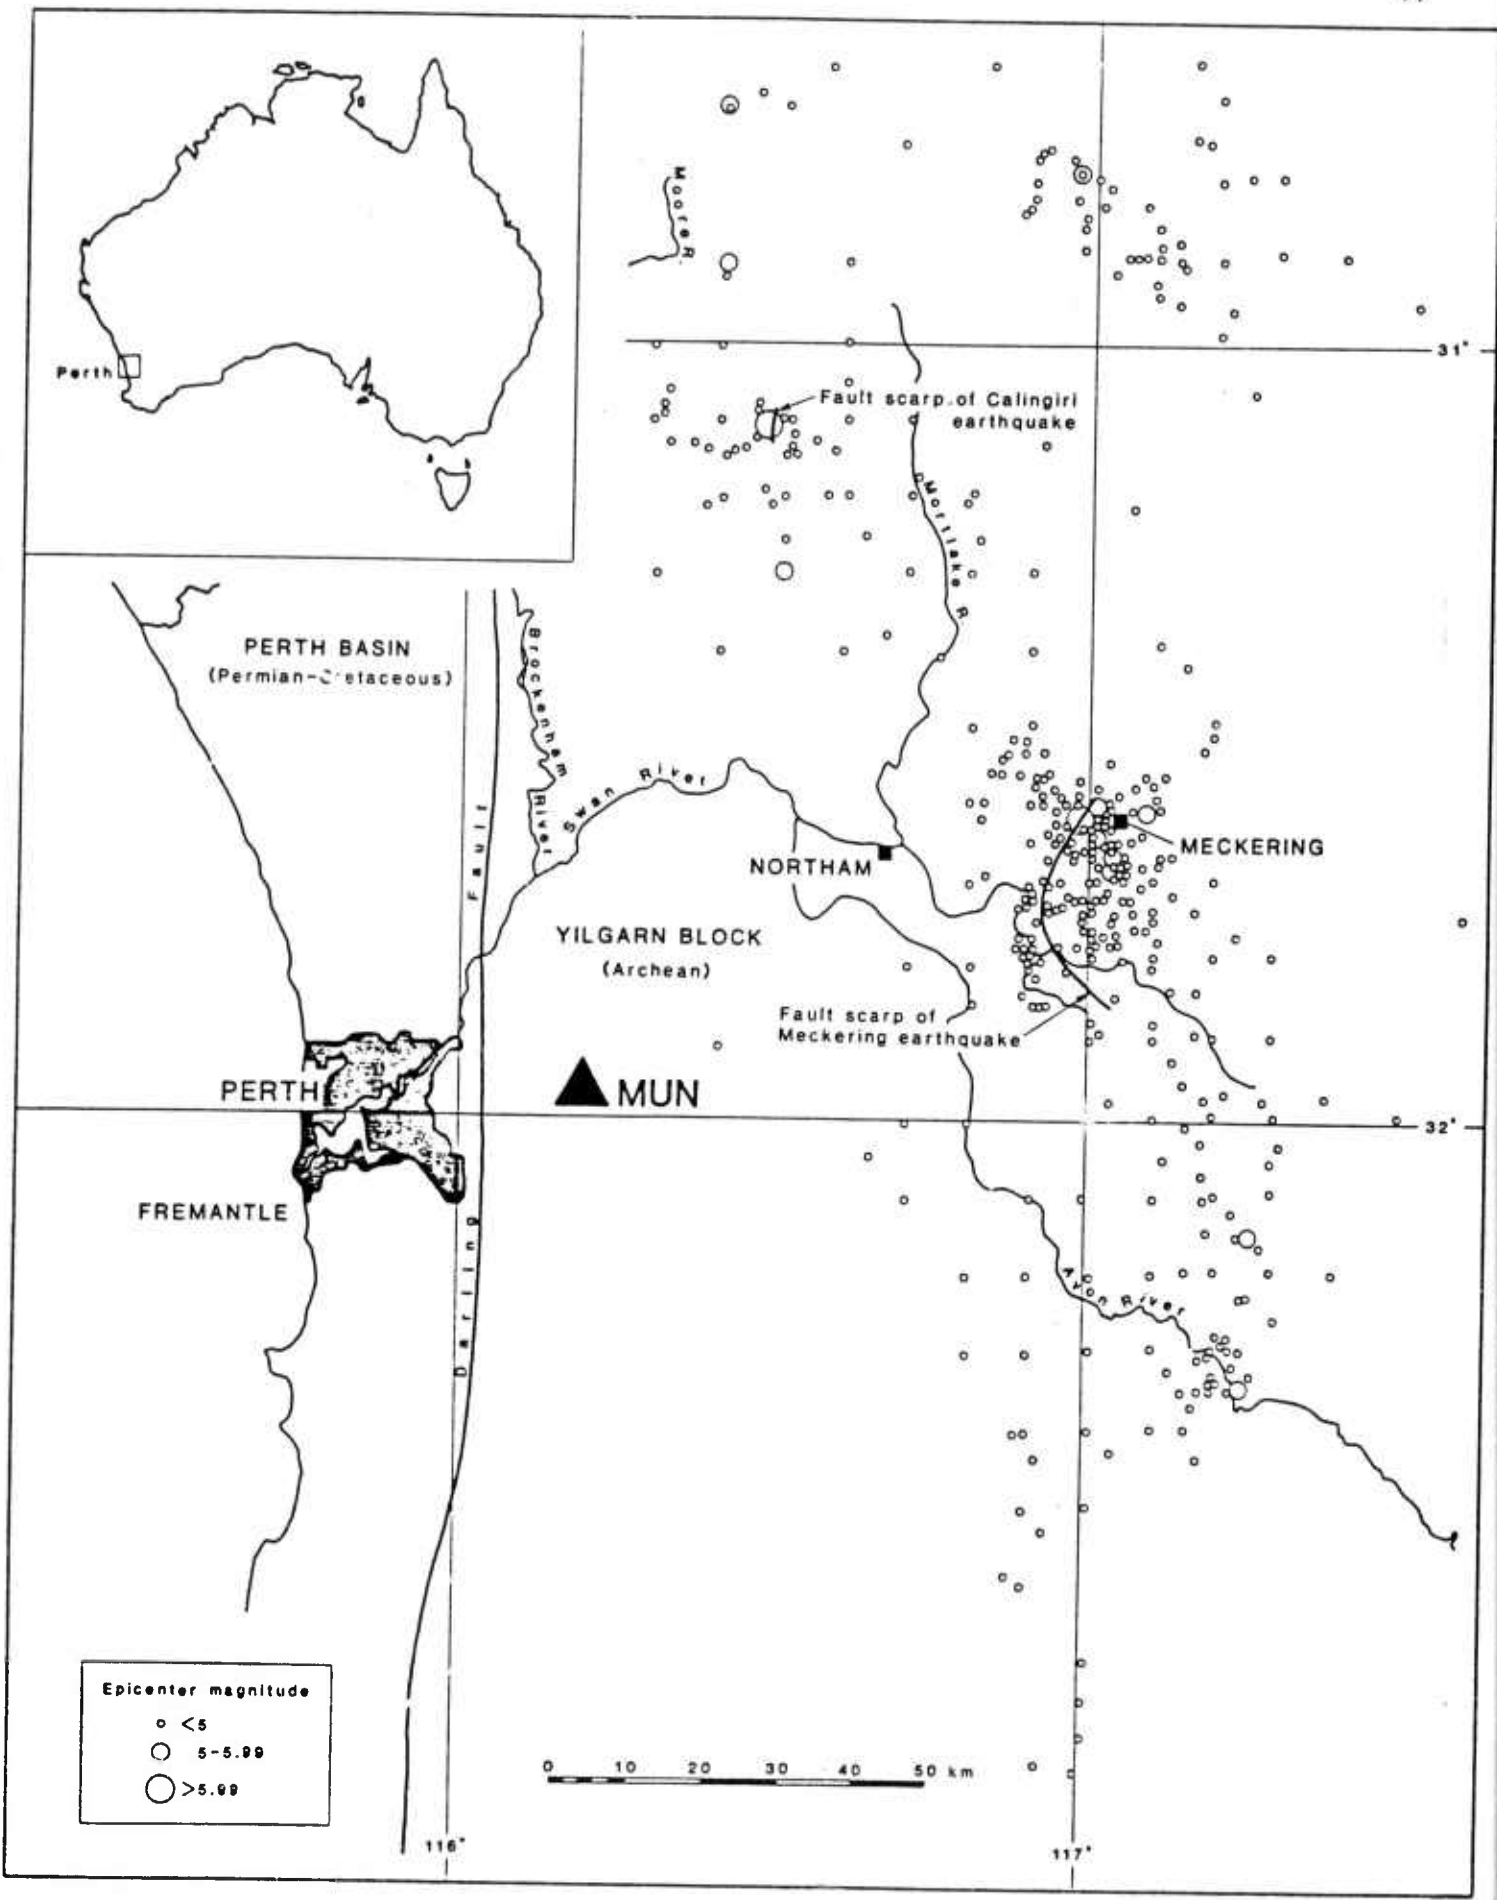 Perth
Moore R.
31°
Fault scarp of Calingiri
earthquake
Mortlake R
PERTH BASIN
(Permian-Cretaceous)
Brockenham River
Swan River
Darling Fault
NORTHAM
MECKERING
YILGARN BLOCK
(Archean)
Fault scarp of
Meckering earthquake
PERTH
MUN
32°
FREMANTLE
Avon River
Epicenter magnitude
<5
5-5.99
>5.99
0 10 20 30 40 50 km
116°
117°